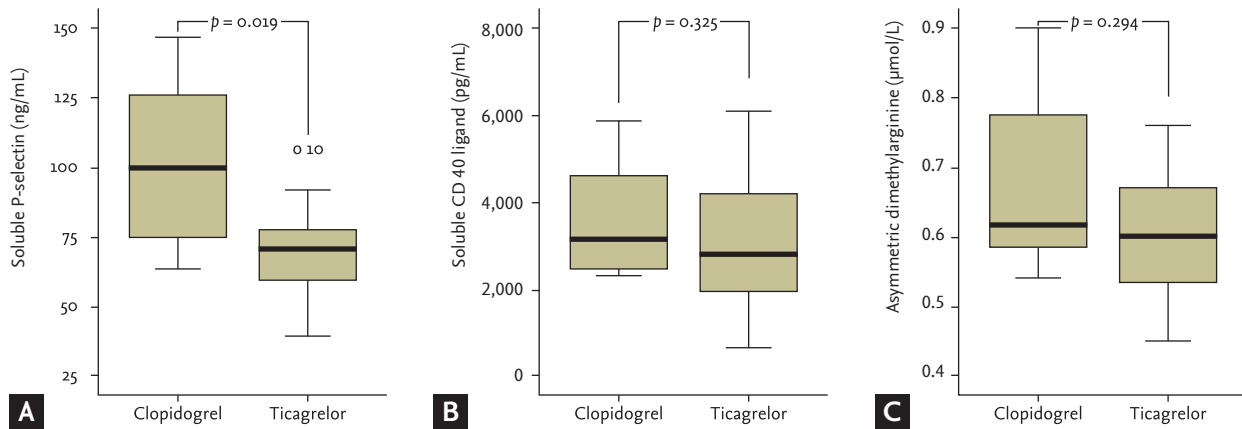 Soluble P-selectin (ng/mL)
150
125
100
75
50
25
p = 0.019
0 10
Clopidogrel
Ticagrelor
A
Soluble CD 40 ligand (pg/mL)
8,000
6,000
4,000
2,000
0
p = 0.325
Clopidogrel
Ticagrelor
B
Asymmetric dimethylarginine (μmol/L)
0.9
0.8
0.7
0.6
0.5
0.4
p = 0.294
Clopidogrel
Ticagrelor
C